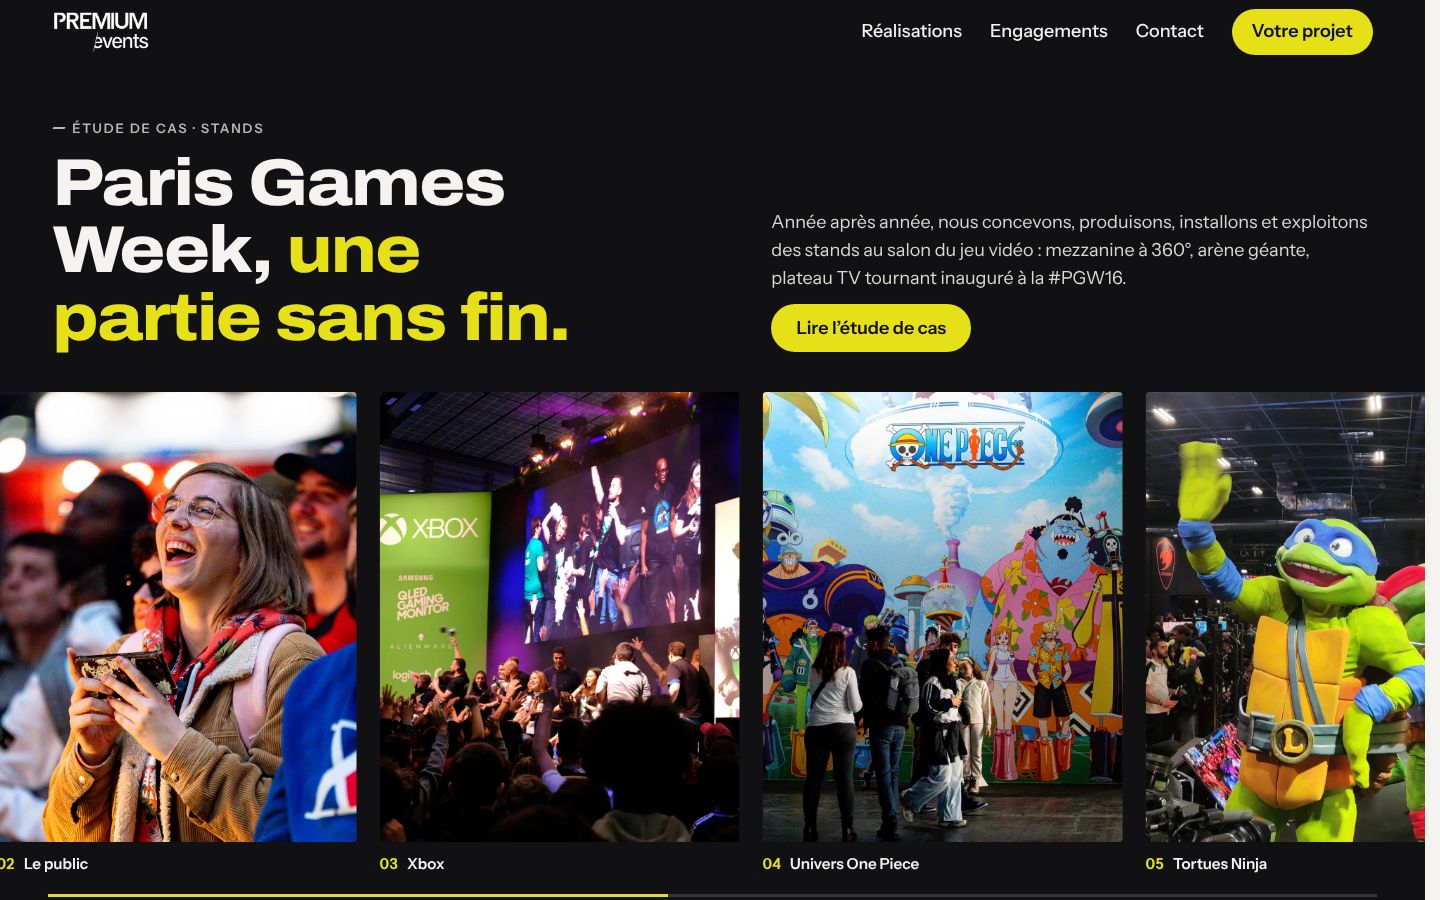 PREMIUM
events
Réalisations
Engagements
Contact
Votre projet
— ÉTUDE DE CAS · STANDS
Paris Games
Week, une
partie sans fin.
Année après année, nous concevons, produisons, installons et exploitons
des stands au salon du jeu vidéo : mezzanine à 360°, arène géante,
plateau TV tournant inauguré à la #PGW16.
Lire l’étude de cas
XBOX
SAMSUNG
QLED
GAMING
MONITOR
ALIENWARE
logitech
ONE PIECE
L
02 Le public
03 Xbox
04 Univers One Piece
05 Tortues Ninja